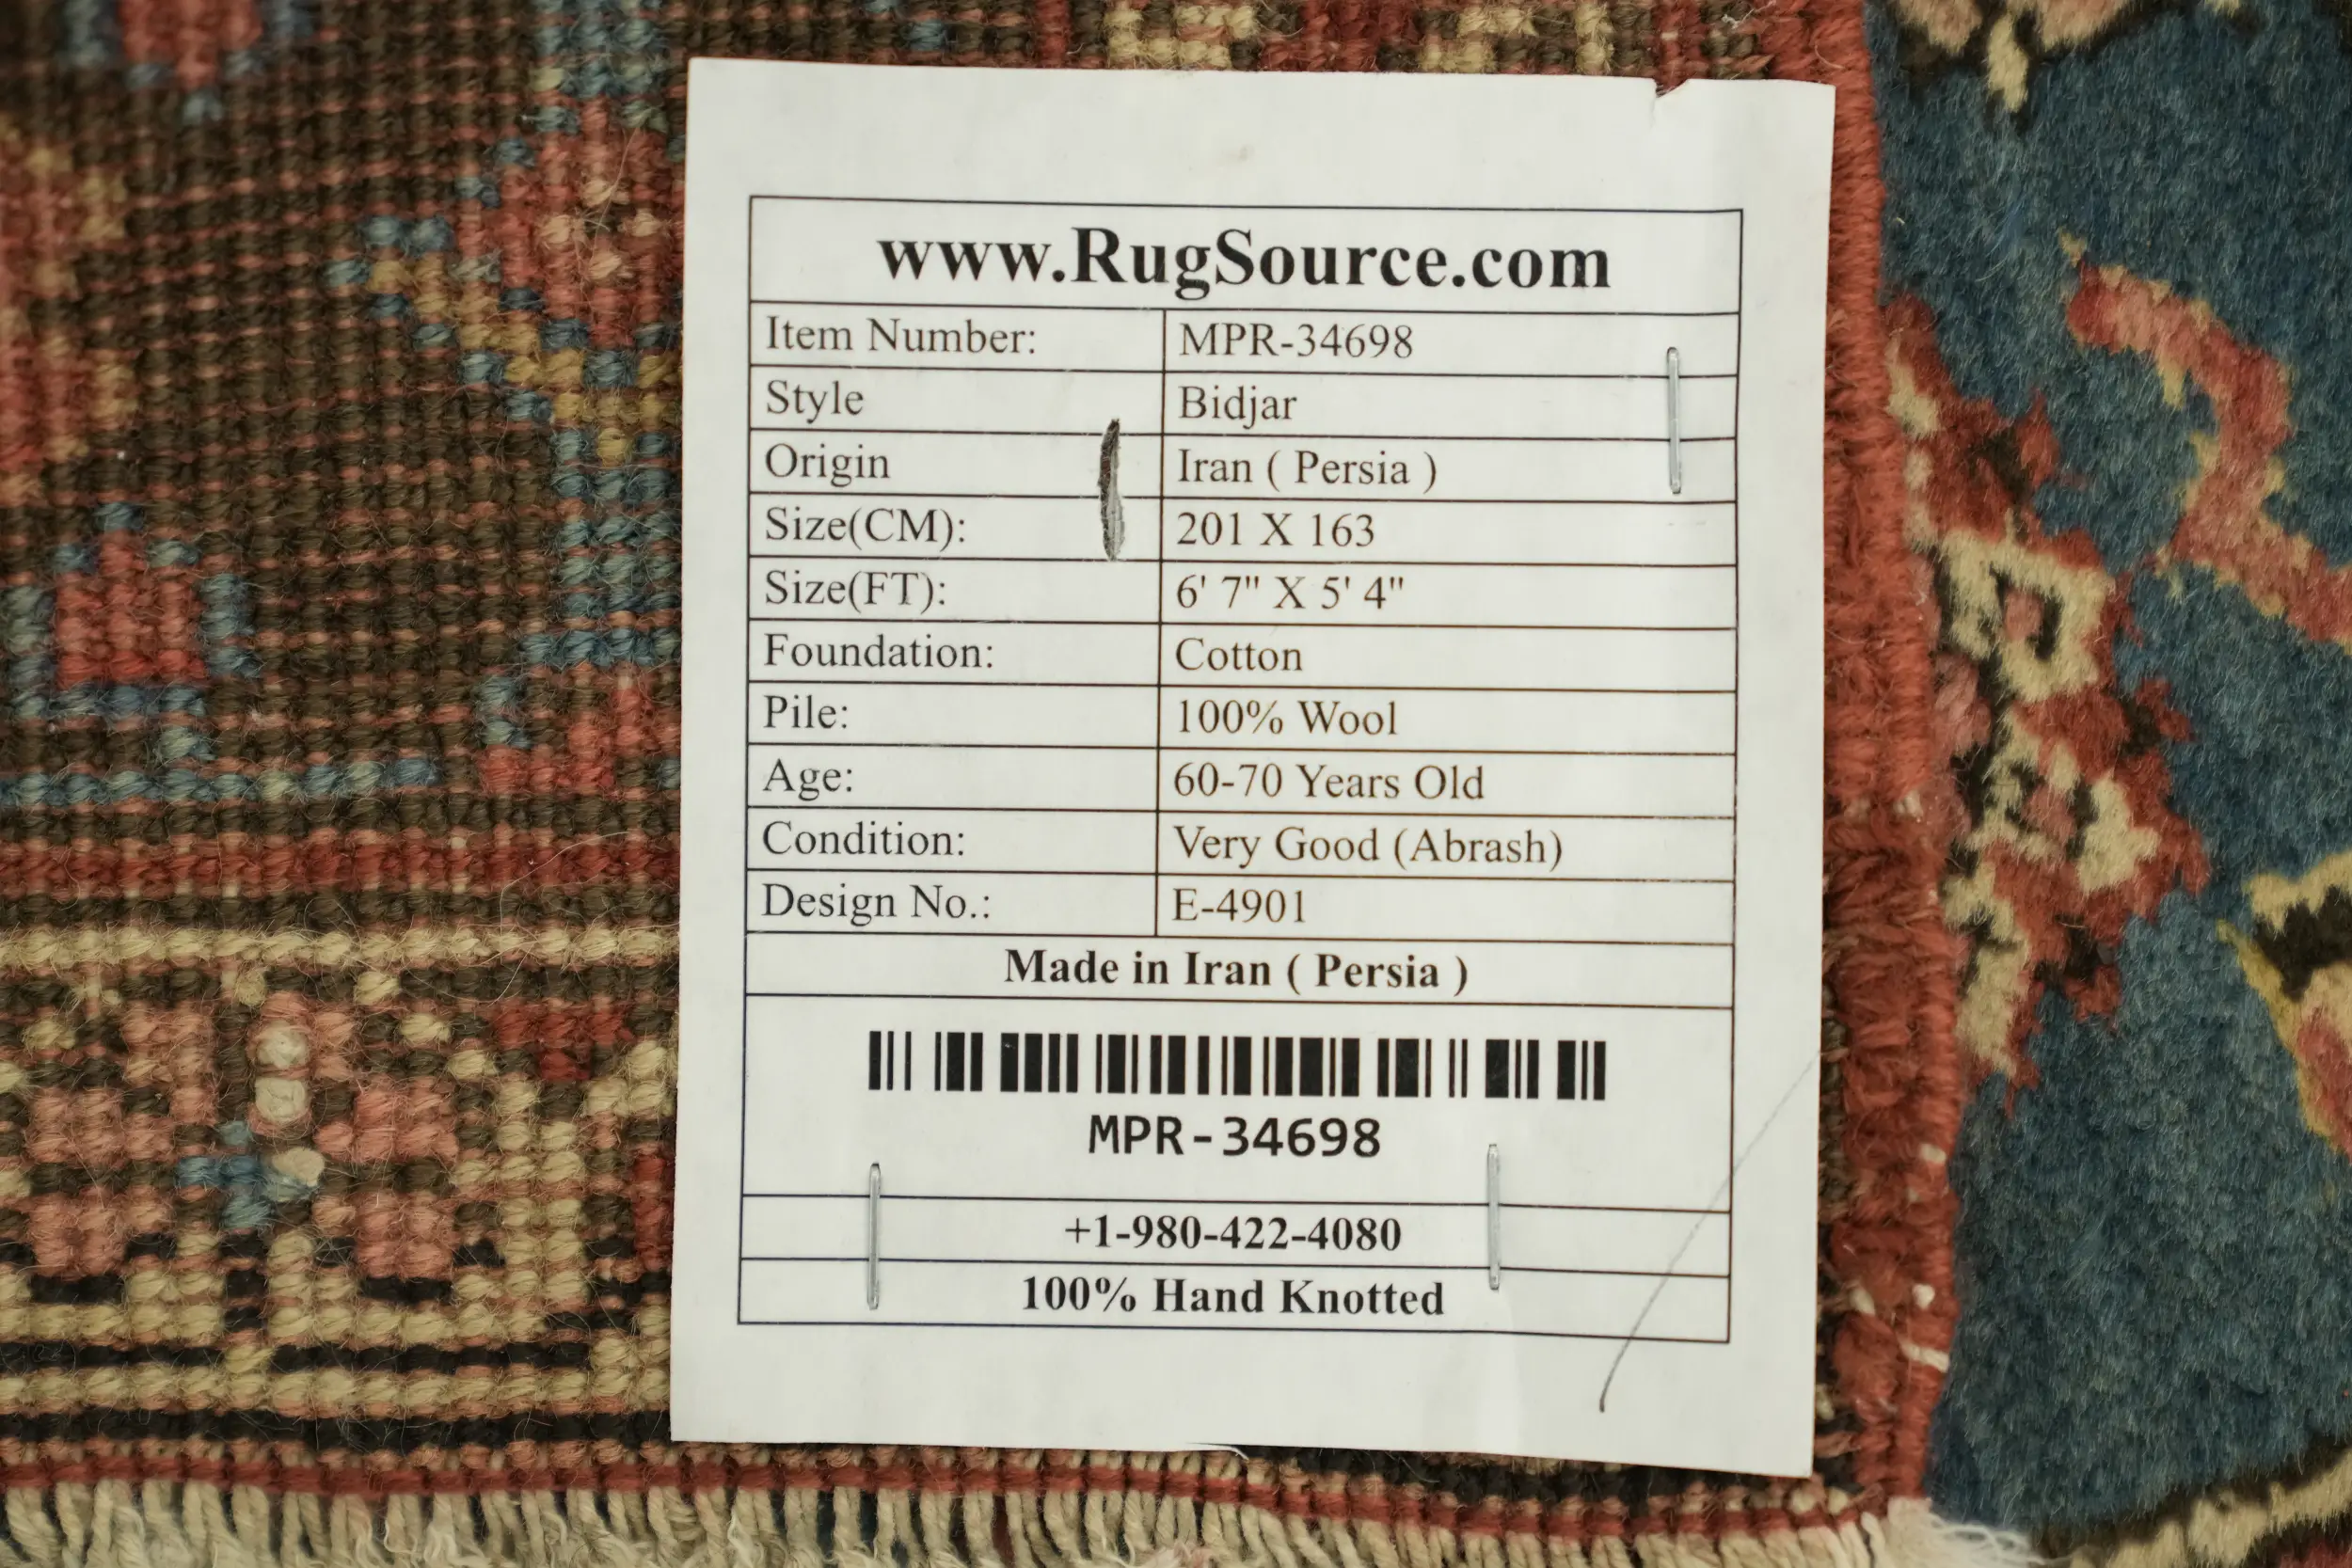 www.RugSource.com
Item Number: MPR-34698
Style Bidjar
Origin Iran ( Persia )
Size(CM): 201 X 163
Size(FT): 6' 7" X 5' 4"
Foundation: Cotton
Pile: 100% Wool
Age: 60-70 Years Old
Condition: Very Good (Abrash)
Design No.: E-4901
Made in Iran ( Persia )
MPR-34698
+1-980-422-4080
100% Hand Knotted